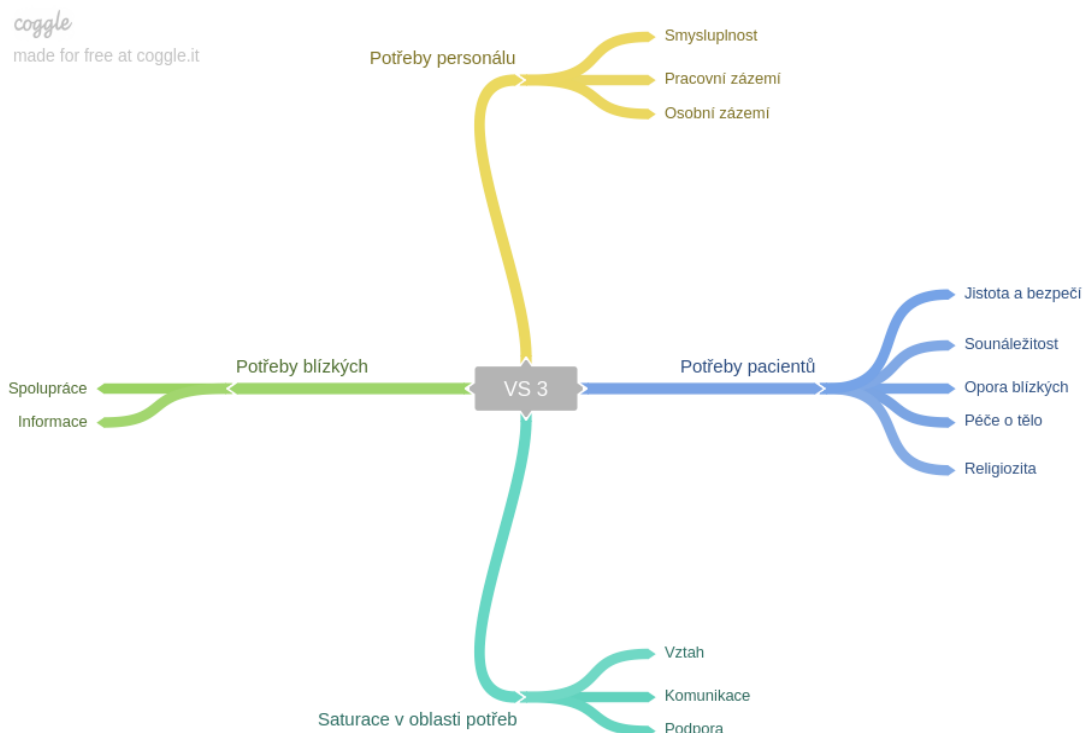 coggle
made for free at coggle.it
Potřeby personálu
Smysluplnost
Pracovní zázemí
Osobní zázemí
Potřeby blízkých
Spolupráce
Informace
VS 3
Potřeby pacientů
Jistota a bezpečí
Sounáležitost
Opora blízkých
Péče o tělo
Religiozita
Saturace v oblasti potřeb
Vztah
Komunikace
Podpora